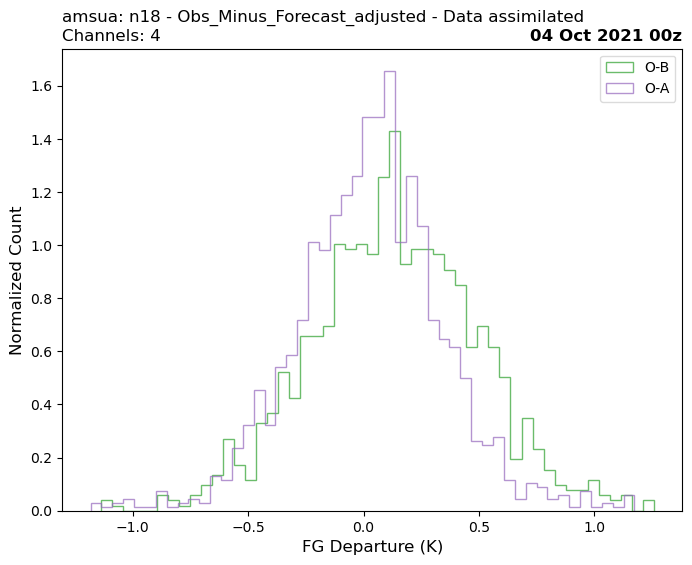 amsua: n18 - Obs_Minus_Forecast_adjusted - Data assimilated
Channels: 4
04 Oct 2021 00z
O-B
O-A
1.6
1.4
1.2
1.0
0.8
0.6
0.4
0.2
0.0
Normalized Count
−1.0
−0.5
0.0
0.5
1.0
FG Departure (K)